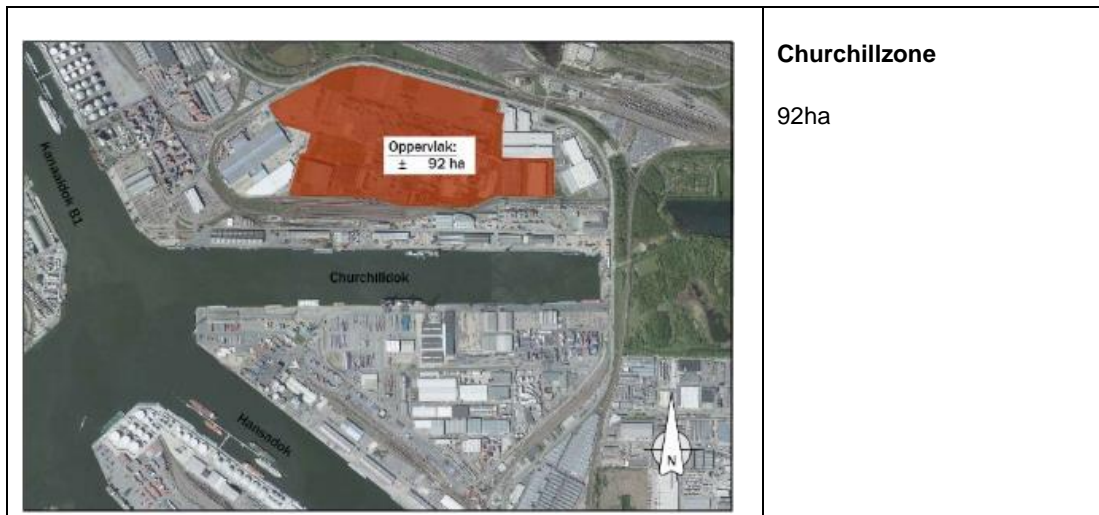 Oppervlak:
± 92 ha
Kanaaldok B1
Churchilldok
Hansadok
N
Churchillzone
92ha